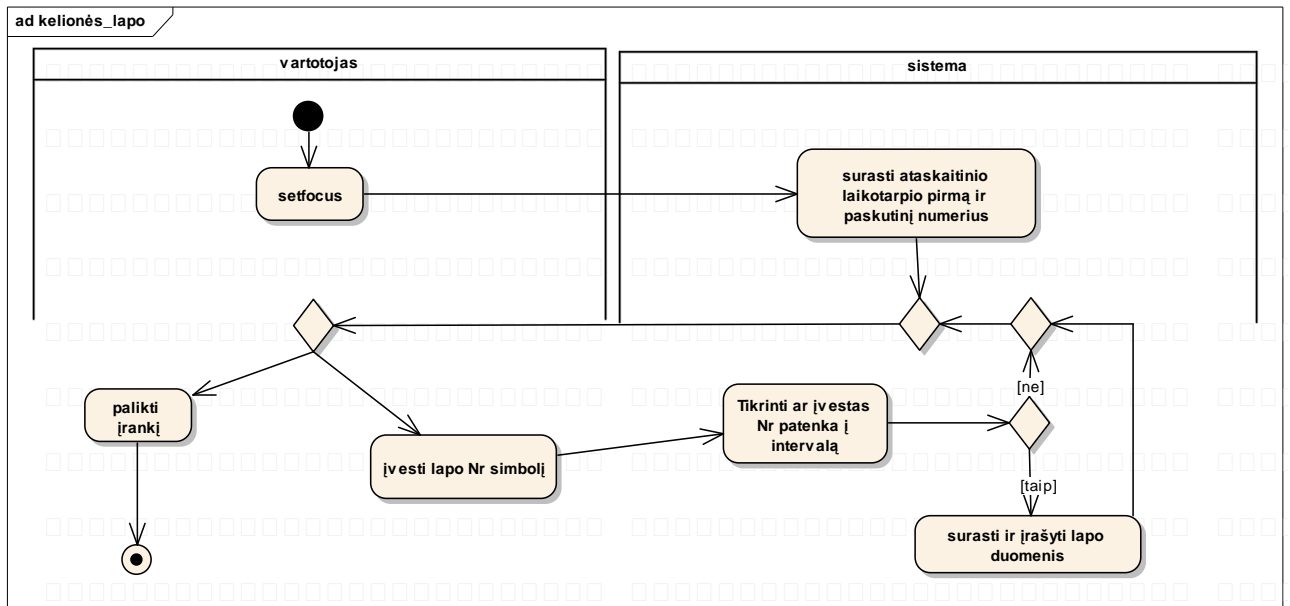 ad kelionės_lapo
vartotojas
sistema
setfocus
surasti ataskaitinio
laikotarpio pirmą ir
paskutinį numerius
palikti
įrankį
įvesti lapo Nr simbolį
Tikrinti ar įvestas
Nr patenka į
intervalą
[ne]
[taip]
surasti ir įrašyti lapo
duomenis